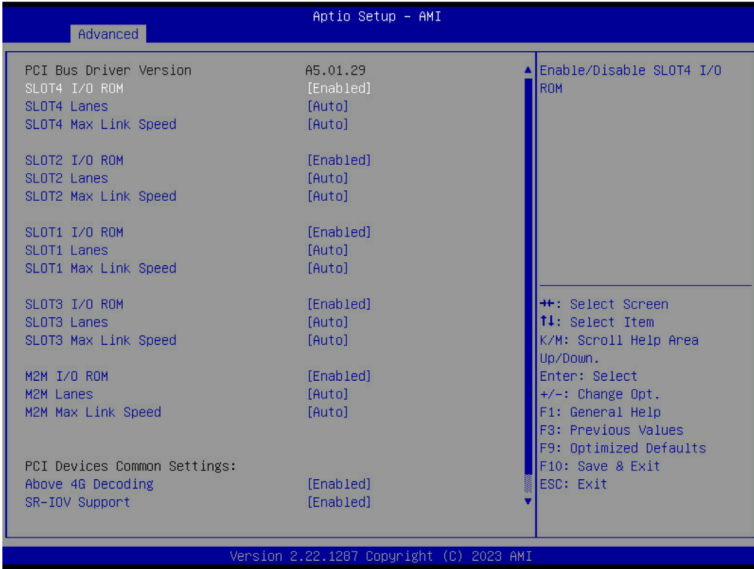 Aptio Setup – AMI
Advanced
PCI Bus Driver Version A5.01.29
SLOT4 I/O ROM [Enabled]
SLOT4 Lanes [Auto]
SLOT4 Max Link Speed [Auto]
SLOT2 I/O ROM [Enabled]
SLOT2 Lanes [Auto]
SLOT2 Max Link Speed [Auto]
SLOT1 I/O ROM [Enabled]
SLOT1 Lanes [Auto]
SLOT1 Max Link Speed [Auto]
SLOT3 I/O ROM [Enabled]
SLOT3 Lanes [Auto]
SLOT3 Max Link Speed [Auto]
M2M I/O ROM [Enabled]
M2M Lanes [Auto]
M2M Max Link Speed [Auto]
PCI Devices Common Settings:
Above 4G Decoding [Enabled]
SR-IOV Support [Enabled]
Enable/Disable SLOT4 I/O
ROM
→←: Select Screen
↑↓: Select Item
K/M: Scroll Help Area
Up/Down.
Enter: Select
+/-: Change Opt.
F1: General Help
F3: Previous Values
F9: Optimized Defaults
F10: Save & Exit
ESC: Exit
Version 2.22.1287 Copyright (C) 2023 AMI